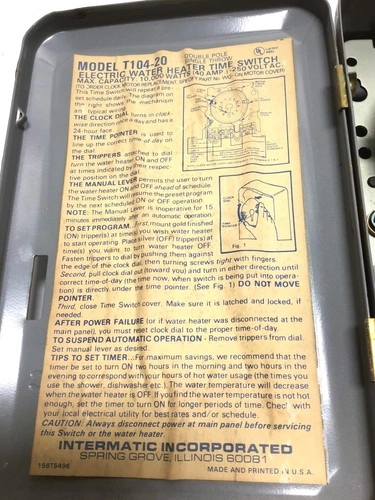 MODEL T104-20
DOUBLE POLE
SINGLE THROW
ELECTRIC WATER HEATER TIME SWITCH
MAX. CAPACITY: 10,000 WATTS (40 AMP.) - 250 VOLT AC.
(TO ORDER CLOCK MOTOR REPLACEMENT, SPECIFY Part No. ON MOTOR COVER)
This Time Switch will repeat a pre-
set schedule daily. The diagram on
the right shows the mechanism
an typical wiring.
THE CLOCK DIAL turns in clock-
wise direction once a day and has a
24-hour face.
THE TIME POINTER is used to
line up the correct time of day on
the dial.
THE TRIPPERS attached to dial
turn the water heater ON and OFF
at times indicated by their respec-
tive position on the dial.
THE MANUAL LEVER permits the user to turn
the water heater ON and OFF ahead of schedule.
The Time Switch will resume the preset program
by the next scheduled ON or OFF operation.
NOTE: The Manual Lever is inoperative for 15
minutes immediately after an automatic operation.
TO SET PROGRAM...First, mount gold finished
(ON) tripper(s) at time(s) you wish water heater
to start operating. Place silver (OFF) tripper(s) at
time(s) you want to turn water heater OFF.
Fasten trippers to dial by pushing them against
the edge of the clock dial, then turning screws tight with fingers.
Second, pull clock dial out (toward you) and turn in either direction until
correct time-of-day (the time now, when switch is being put into opera-
tion) is directly under the time pointer. (See Fig. 1) DO NOT MOVE
POINTER.
Third, close Time Switch cover. Make sure it is latched and locked, if
needed.
AFTER POWER FAILURE (or if water heater was disconnected at the
main panel), you must reset clock dial to the proper time-of-day.
TO SUSPEND AUTOMATIC OPERATION - Remove trippers from dial.
Set manual lever as desired.
TIPS TO SET TIMER...For maximum savings, we recommend that the
timer be set to turn ON two hours in the morning and two hours in the
evening to correspond with your hours of hot water usage (the times you
use the shower, dishwasher etc.). The water temperature will decrease
when the water heater is OFF. If you find the water temperature is not hot
enough, set the timer to turn ON for longer periods of time. Check with
your local electrical utility for best rates and/or schedule.
CAUTION: Always disconnect power at main panel before servicing
this Switch or the water heater.
Fig. 1
INTERMATIC INCORPORATED
SPRING GROVE, ILLINOIS 60081
158T5496
MADE AND PRINTED IN U.S.A.